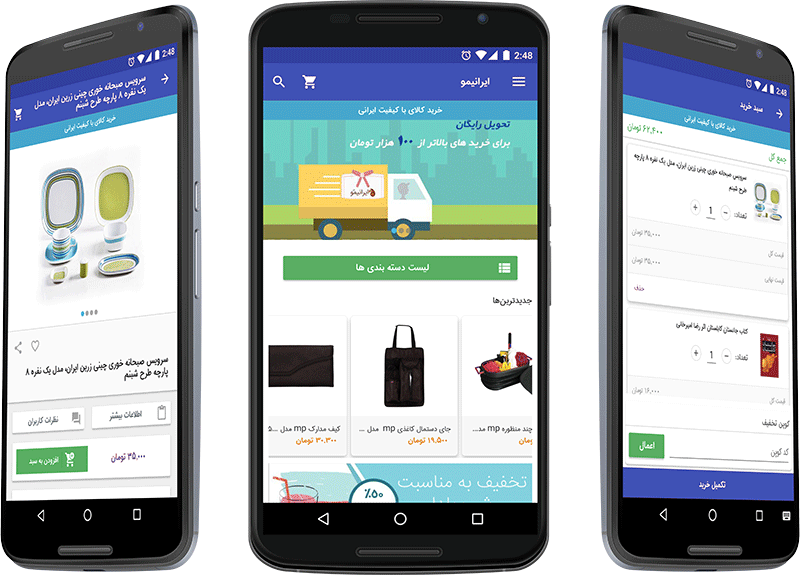 2:48
سرویس صبحانه خوری چینی زرین ایران، مدل
یک نفره ۸ پارچه طرح شبنم
خرید کالای با کیفیت ایرانی
سرویس صبحانه خوری چینی زرین ایران، مدل یک نفره ۸
پارچه طرح شبنم
اطلاعات بیشتر
نظرات کاربران
۳۵,۰۰۰ تومان
افزودن به سبد
2:48
ایرانیمو
خرید کالای با کیفیت ایرانی
تحویل رایگان
برای خرید های بالاتر از ۱۰۰ هزار تومان
ایرانیمو
لیست دسته بندی ها
جدیدترین‌ها
چند منظوره mp مد...
جای دستمال کاغذی mp مدل ...
۱۹,۵۰۰ تومان
کیف مدارک mp مدل ...
۳۰,۳۰۰ تومان
تخفیف به مناسبت
٪۵۰
2:48
سبد خرید
خرید کالای با کیفیت ایرانی
جمع کل
۶۲,۴۰۰ تومان
سرویس صبحانه خوری چینی زرین ایران، مدل یک نفره ۸ پارچه
طرح شبنم
تعداد:
− 1 +
قیمت کل
۳۵,۰۰۰ تومان
قیمت نهایی
۳۵,۰۰۰ تومان
حذف
کتاب جانستان کابلستان اثر رضا امیرخانی
تعداد:
− 1 +
قیمت کل
۱۶,۰۰۰ تومان
کوپن تخفیف
کد کوپن
اعمال
تکمیل خرید